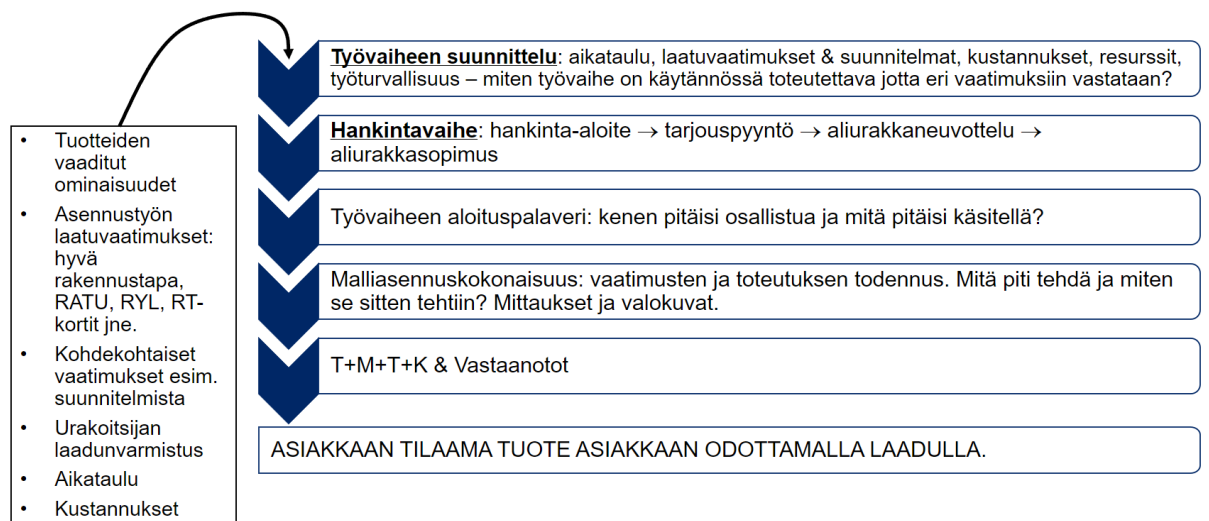 Työvaiheen suunnittelu: aikataulu, laatuvaatimukset & suunnitelmat, kustannukset, resurssit,
työturvallisuus – miten työvaihe on käytännössä toteutettava jotta eri vaatimuksiin vastataan?
Hankintavaihe: hankinta-aloite → tarjouspyyntö → aliurakkaneuvottelu →
aliurakkasopimus
Työvaiheen aloituspalaveri: kenen pitäisi osallistua ja mitä pitäisi käsitellä?
Malliasennuskokonaisuus: vaatimusten ja toteutuksen todennus. Mitä piti tehdä ja miten
se sitten tehtiin? Mittaukset ja valokuvat.
T+M+T+K & Vastaanotot
ASIAKKAAN TILAAMA TUOTE ASIAKKAAN ODOTTAMALLA LAADULLA.
• Tuotteiden
vaaditut
ominaisuudet
• Asennustyön
laatuvaatimukset:
hyvä
rakennustapa,
RATU, RYL, RT-
kortit jne.
• Kohdekohtaiset
vaatimukset esim.
suunnitelmista
• Urakoitsijan
laadunvarmistus
• Aikataulu
• Kustannukset